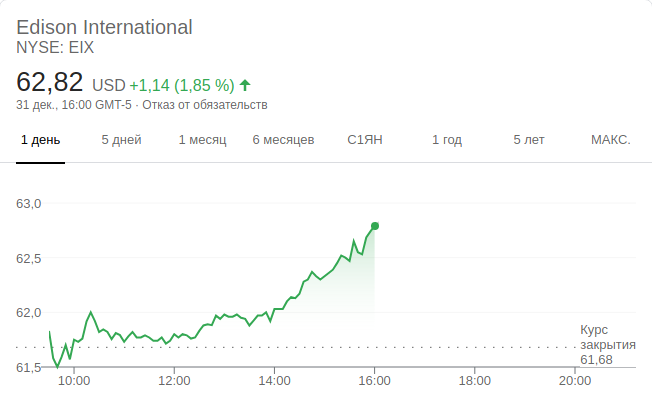 Edison International
NYSE: EIX
62,82 USD +1,14 (1,85 %)
31 дек., 16:00 GMT-5 · Отказ от обязательств
1 день 5 дней 1 месяц 6 месяцев С1ЯН 1 год 5 лет МАКС.
63,0
62,5
62,0
61,5
Курс
закрытия
61,68
10:00 12:00 14:00 16:00 18:00 20:00